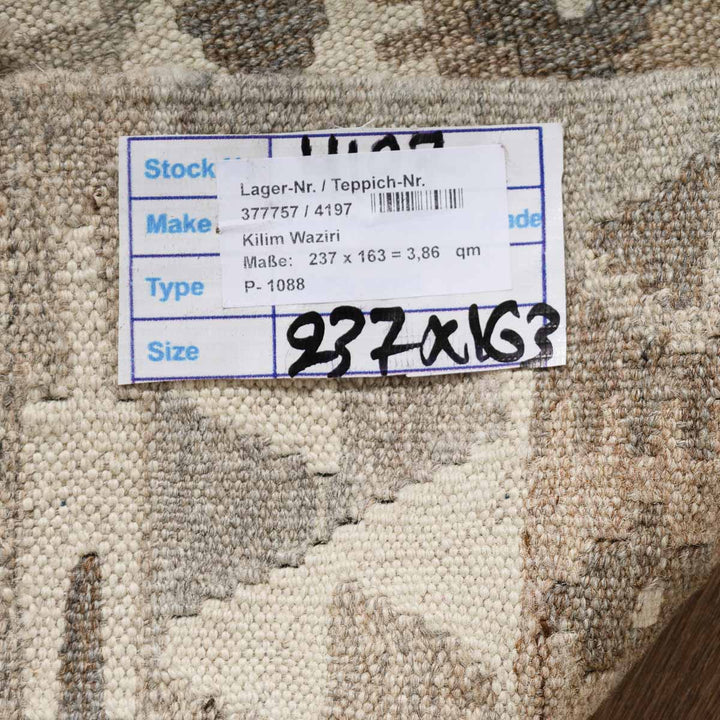 Stock
Lager-Nr. / Teppich-Nr.
377757 / 4197
Make
ade
Kilim Waziri
Maße: 237 x 163 = 3,86 qm
Type
P- 1088
Size 237x163